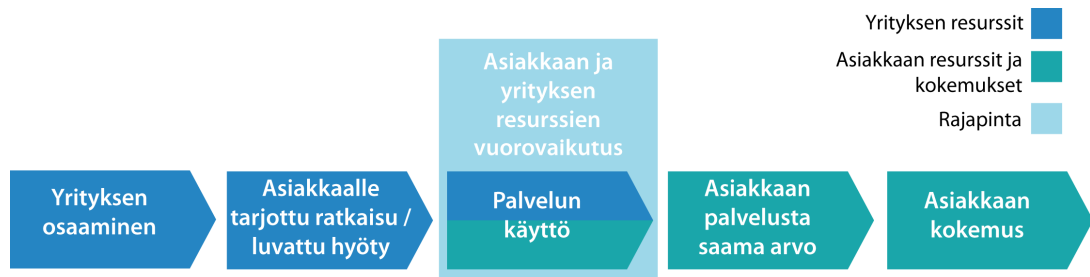 Yrityksen resurssit
Asiakkaan resurssit ja
kokemukset
Rajapinta
Asiakkaan ja
yrityksen
resurssien
vuorovaikutus
Yrityksen
osaaminen
Asiakkaalle
tarjottu ratkaisu /
luvattu hyöty
Palvelun
käyttö
Asiakkaan
palvelusta
saama arvo
Asiakkaan
kokemus